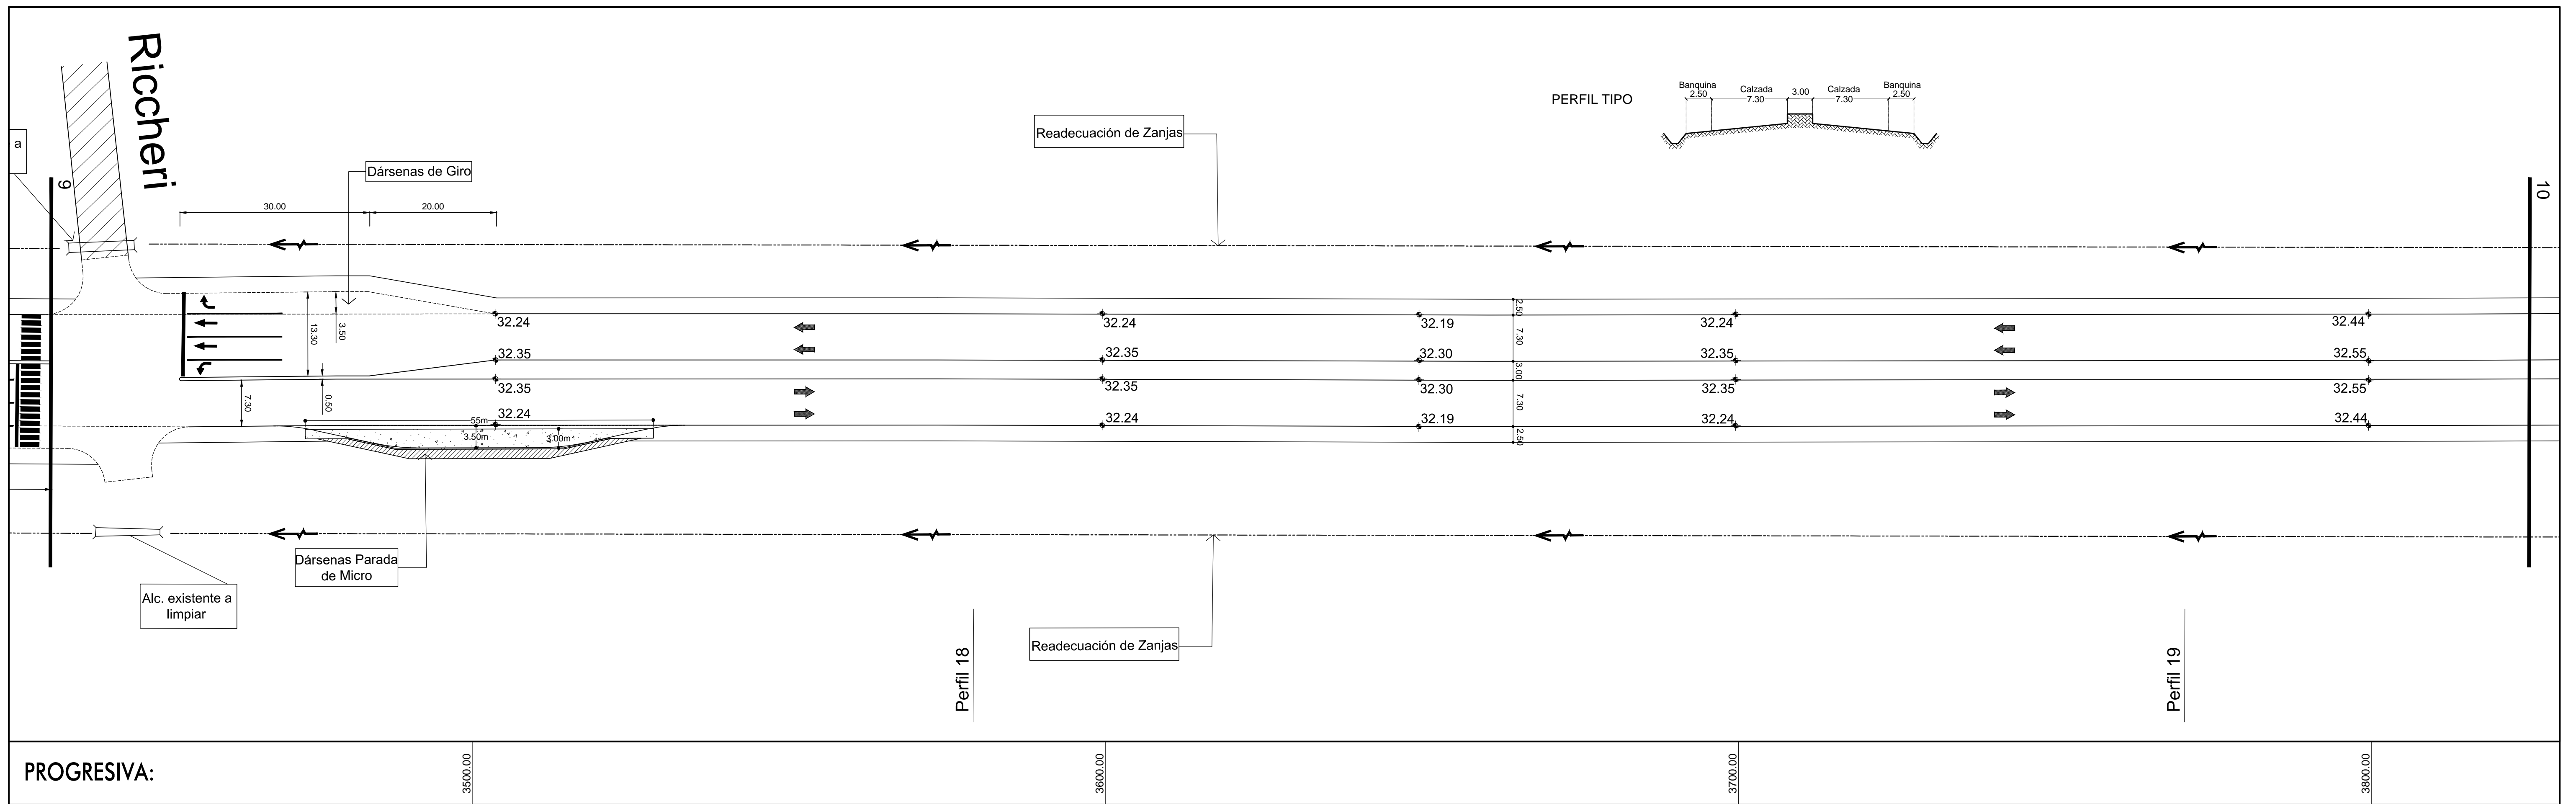 Riccheri
a
9
10
PERFIL TIPO
Banquina
2.50
Calzada
7.30
3.00
Calzada
7.30
Banquina
2.50
Readecuación de Zanjas
Dársenas de Giro
30.00
20.00
13.30
3.50
7.30
0.50
32.24
32.24
32.19
32.24
32.44
32.35
32.35
32.30
32.35
32.55
32.35
32.35
32.30
32.35
32.55
32.24
32.24
32.19
32.24
32.44
2.50
7.30
3.00
7.30
2.50
55m
3.50m
3.00m
Dársenas Parada
de Micro
Alc. existente a
limpiar
Readecuación de Zanjas
Perfil 18
Perfil 19
PROGRESIVA:
3500.00
3600.00
3700.00
3800.00